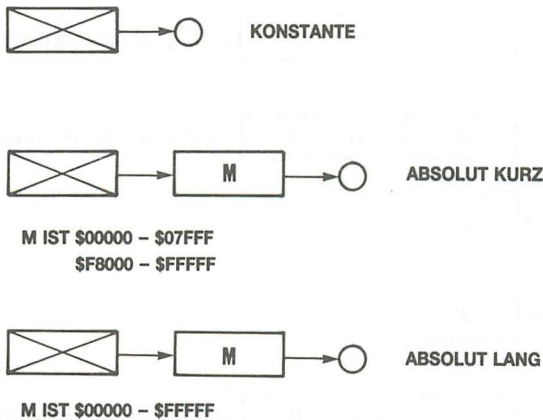 KONSTANTE
M
ABSOLUT KURZ
M IST $00000 – $07FFF
$F8000 – $FFFFF
M
ABSOLUT LANG
M IST $00000 – $FFFFF